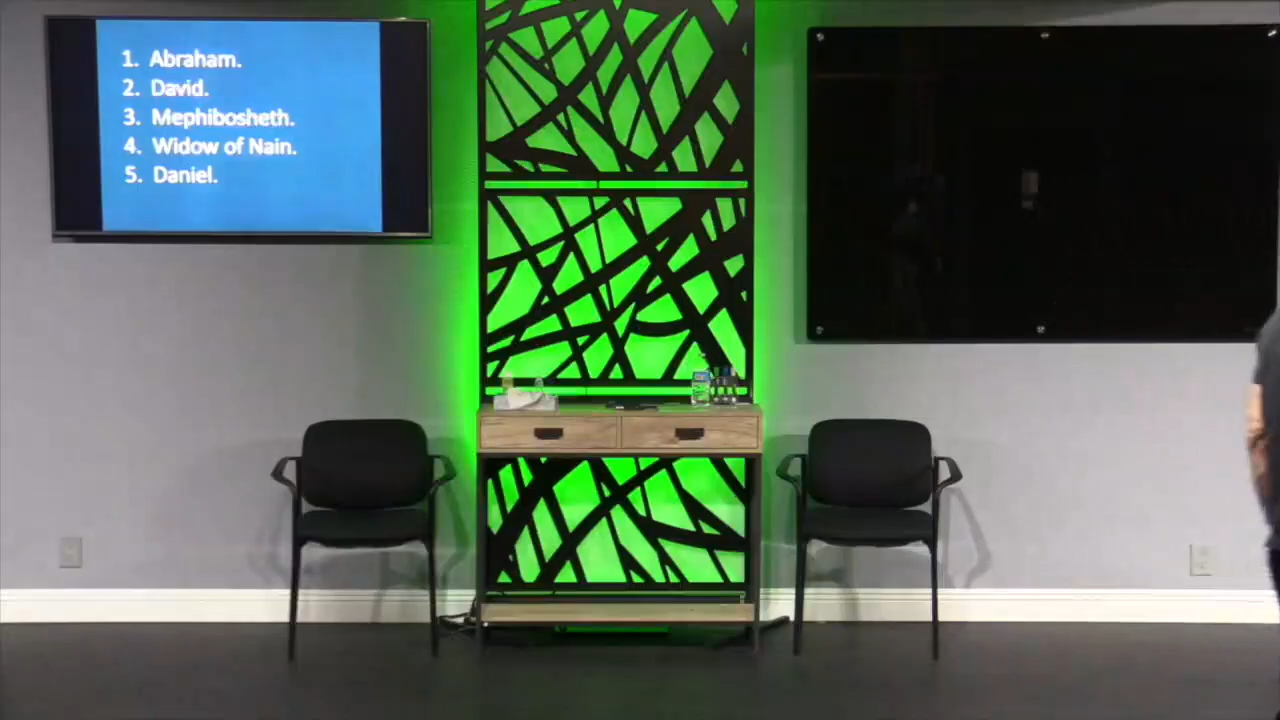 1. Abraham.
2. David.
3. Mephibosheth.
4. Widow of Nain.
5. Daniel.